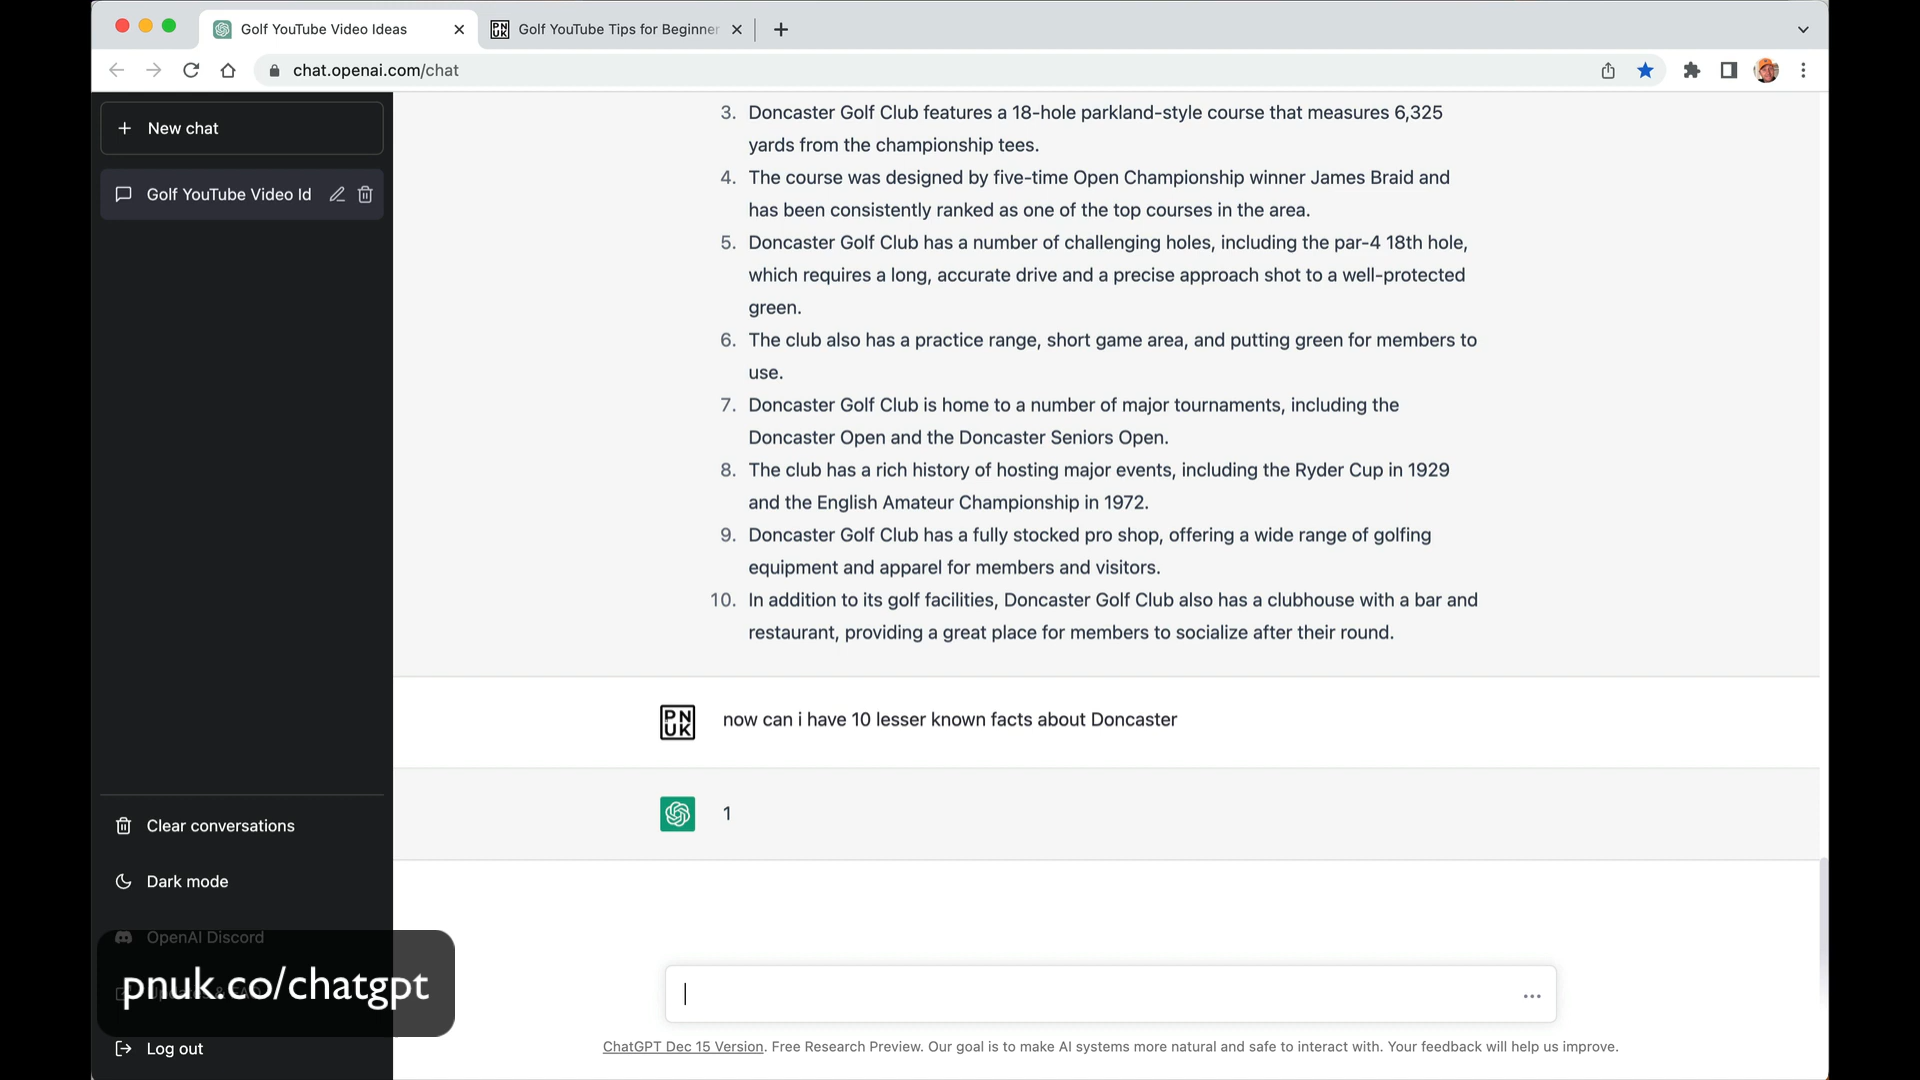 Golf YouTube Video Ideas
Golf YouTube Tips for Beginner
chat.openai.com/chat
New chat
Golf YouTube Video Id
3. Doncaster Golf Club features a 18-hole parkland-style course that measures 6,325
yards from the championship tees.
4. The course was designed by five-time Open Championship winner James Braid and
has been consistently ranked as one of the top courses in the area.
5. Doncaster Golf Club has a number of challenging holes, including the par-4 18th hole,
which requires a long, accurate drive and a precise approach shot to a well-protected
green.
6. The club also has a practice range, short game area, and putting green for members to
use.
7. Doncaster Golf Club is home to a number of major tournaments, including the
Doncaster Open and the Doncaster Seniors Open.
8. The club has a rich history of hosting major events, including the Ryder Cup in 1929
and the English Amateur Championship in 1972.
9. Doncaster Golf Club has a fully stocked pro shop, offering a wide range of golfing
equipment and apparel for members and visitors.
10. In addition to its golf facilities, Doncaster Golf Club also has a clubhouse with a bar and
restaurant, providing a great place for members to socialize after their round.
PN
UK
now can i have 10 lesser known facts about Doncaster
1
Clear conversations
Dark mode
OpenAI Discord
pnuk.co/chatgpt
Log out
ChatGPT Dec 15 Version. Free Research Preview. Our goal is to make AI systems more natural and safe to interact with. Your feedback will help us improve.